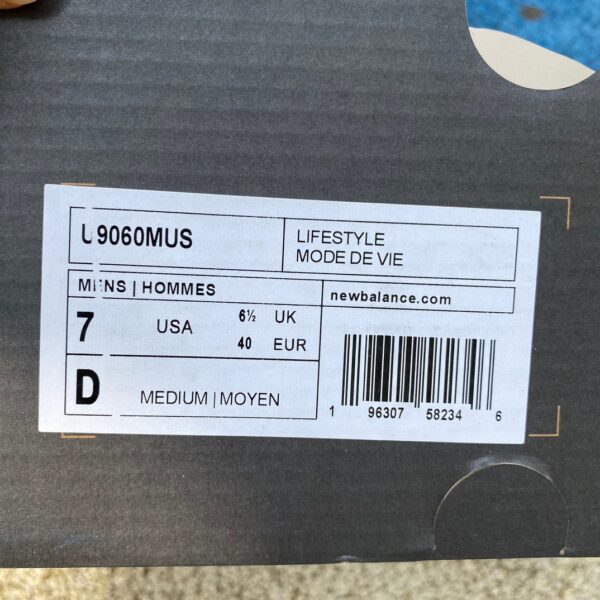 U9060MUS
LIFESTYLE
MODE DE VIE
MENS | HOMMES
newbalance.com
7 USA 6½ UK
40 EUR
D MEDIUM | MOYEN
1 96307 58234 6